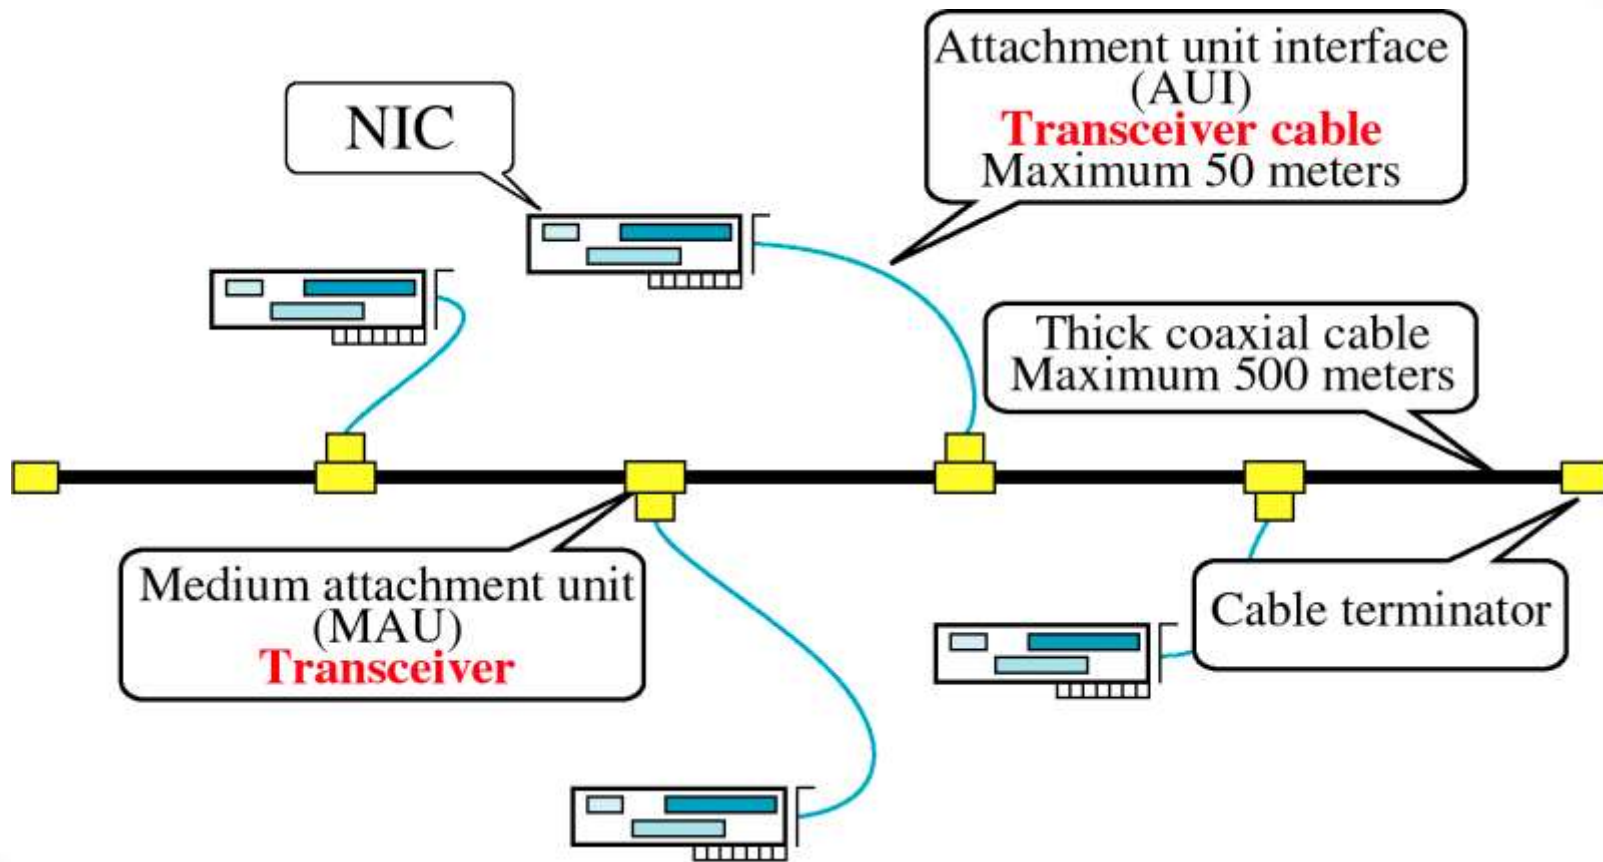 Attachment unit interface
(AUI)
Transceiver cable
Maximum 50 meters
NIC
Thick coaxial cable
Maximum 500 meters
Medium attachment unit
(MAU)
Transceiver
Cable terminator